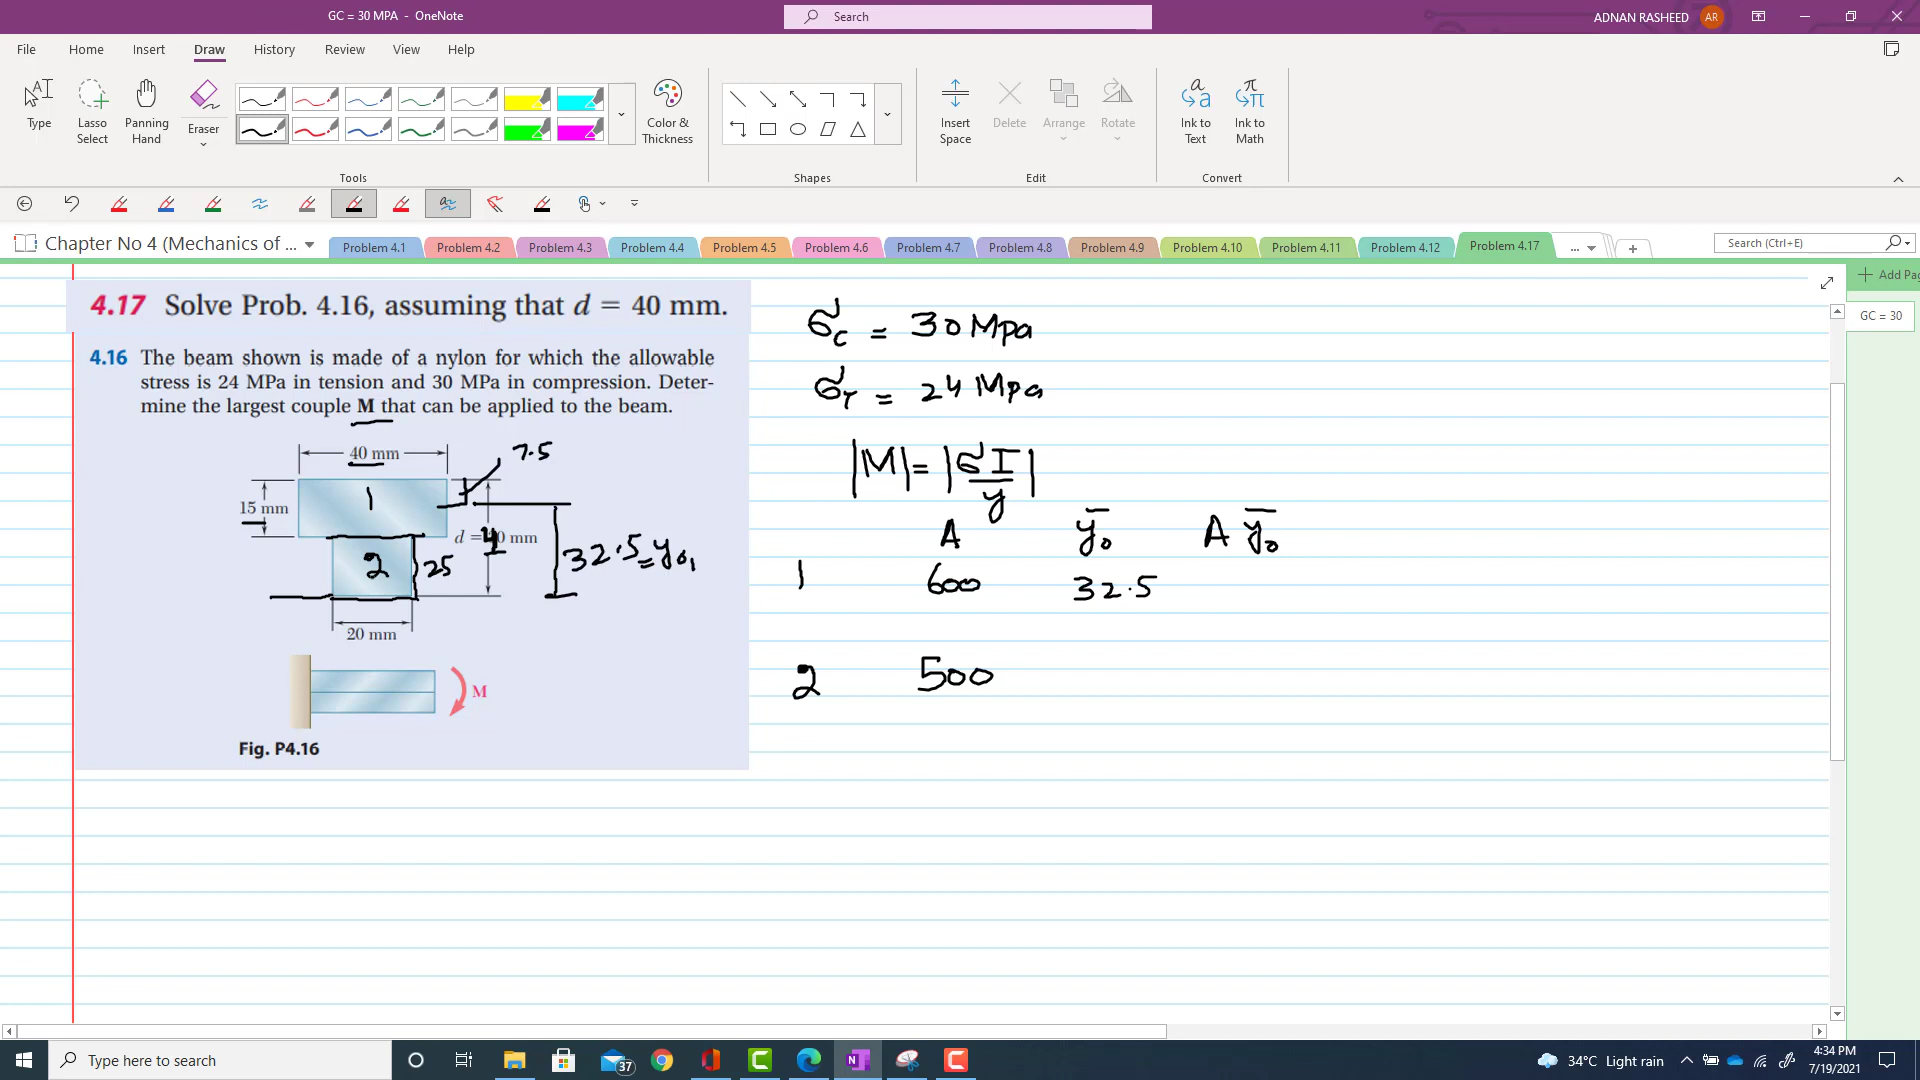 GC = 30 MPA - OneNote
Search
ADNAN RASHEED
AR
File Home Insert Draw History Review View Help
Type
Lasso Select
Panning Hand
Eraser
Color & Thickness
Insert Space
Delete
Arrange
Rotate
Ink to Text
Ink to Math
Tools Shapes Edit Convert
Chapter No 4 (Mechanics of ...
Problem 4.1 Problem 4.2 Problem 4.3 Problem 4.4 Problem 4.5 Problem 4.6 Problem 4.7 Problem 4.8 Problem 4.9 Problem 4.10 Problem 4.11 Problem 4.12 Problem 4.17 ...
Search (Ctrl+E)
Add Pag
GC = 30
4.17 Solve Prob. 4.16, assuming that d = 40 mm.
4.16 The beam shown is made of a nylon for which the allowable
stress is 24 MPa in tension and 30 MPa in compression. Deter-
mine the largest couple M that can be applied to the beam.
40 mm
7.5
15 mm
1
d = 40 mm
2
25
32.5 = y01
20 mm
M
Fig. P4.16
σc = 30 Mpa
σT = 24 Mpa
|M| = |σI/y|
A ȳ0 Aȳ0
1 600 32.5
2 500
Type here to search
37
34°C Light rain
4:34 PM
7/19/2021